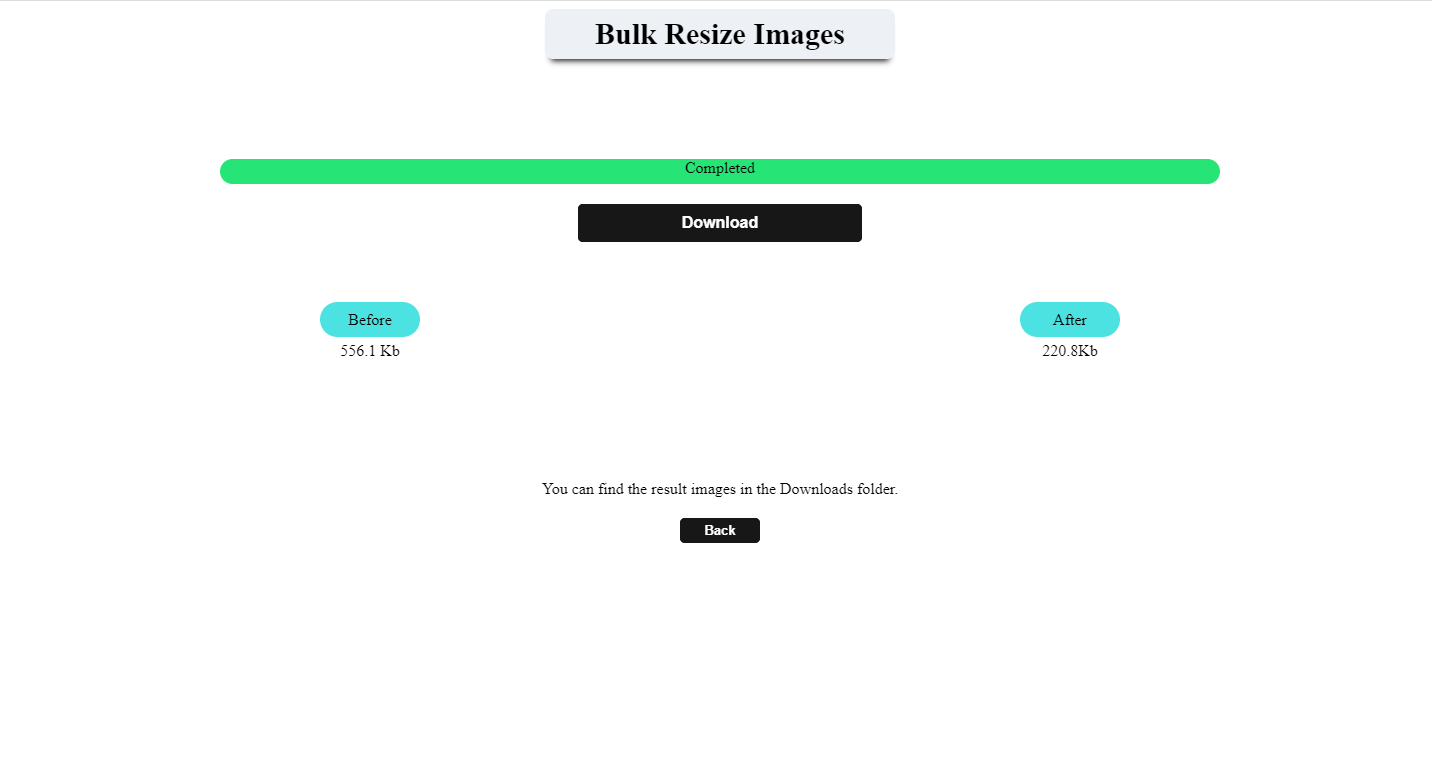 Bulk Resize Images
Completed
Download
Before
After
556.1 Kb
220.8Kb
You can find the result images in the Downloads folder.
Back